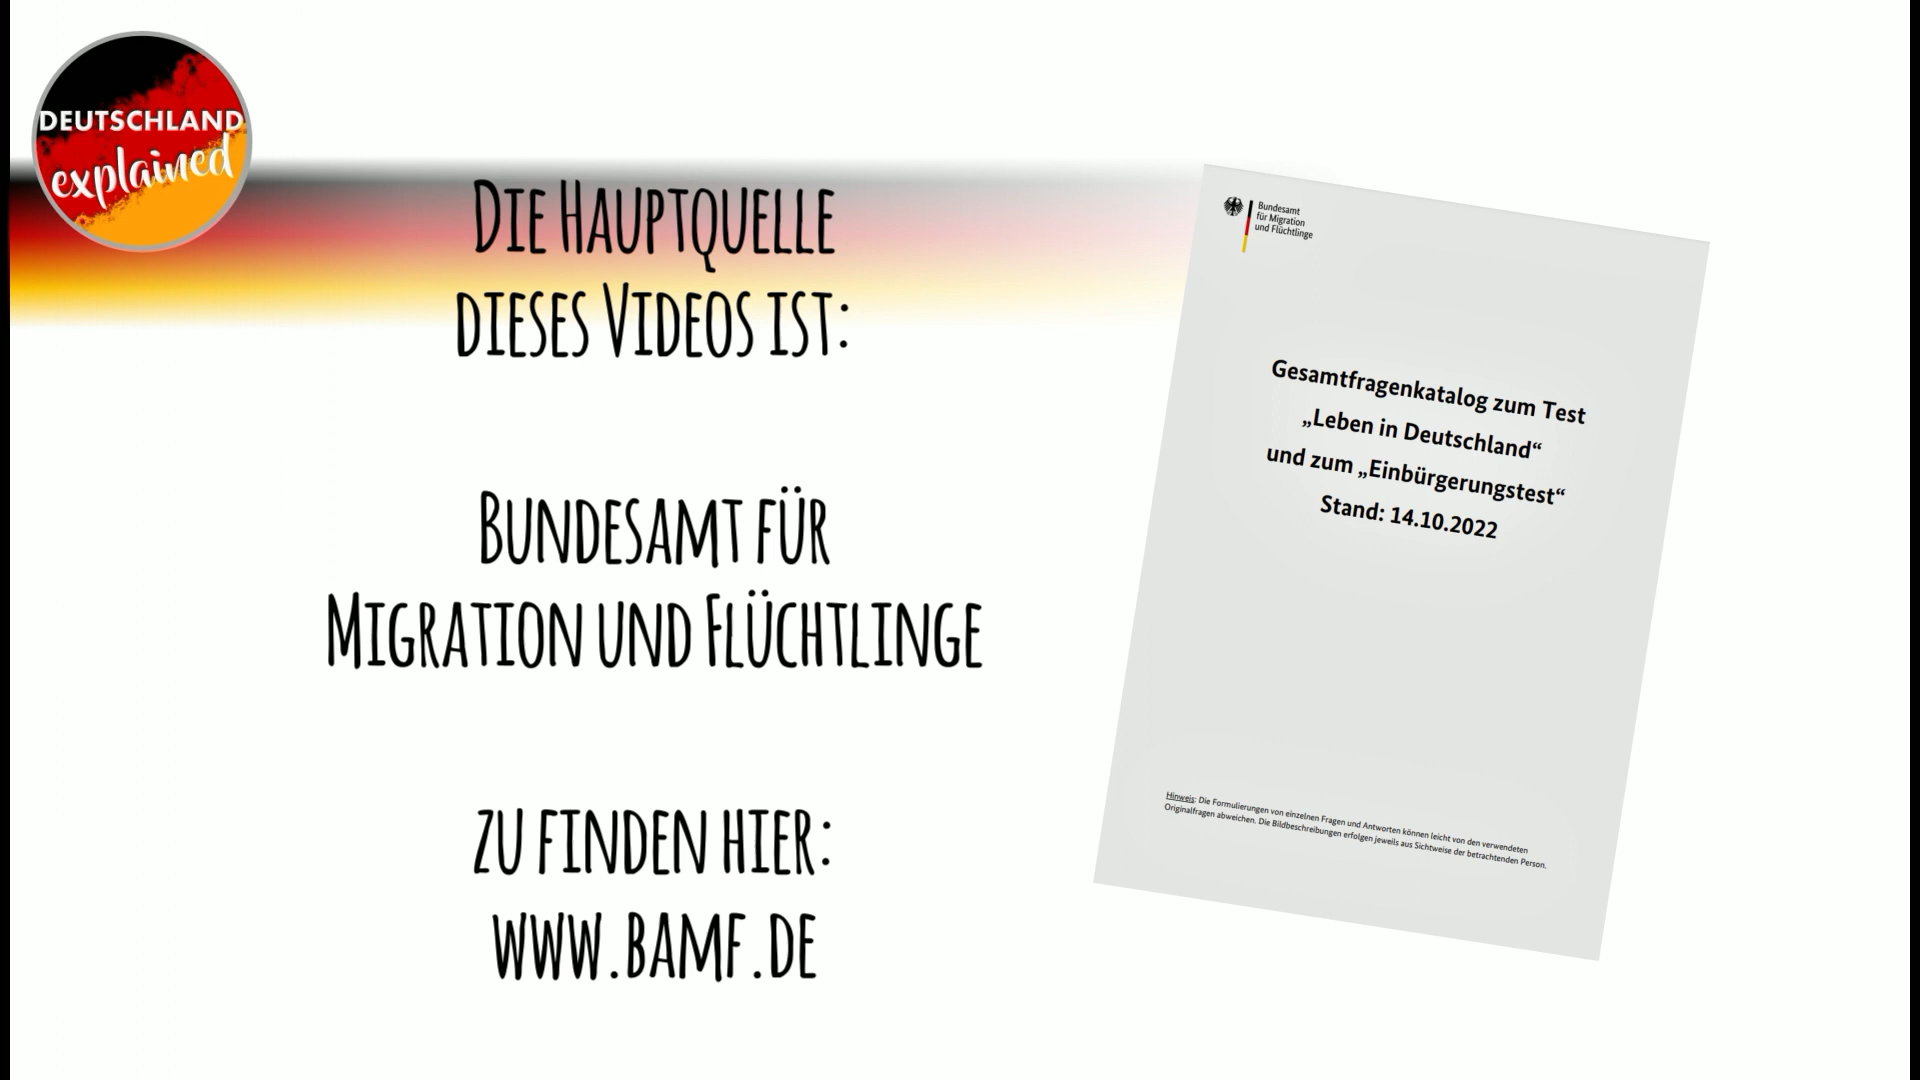 DEUTSCHLAND
explained
DIE HAUPTQUELLE
DIESES VIDEOS IST:
BUNDESAMT FÜR
MIGRATION UND FLÜCHTLINGE
ZU FINDEN HIER:
WWW.BAMF.DE
Bundesamt
für Migration
und Flüchtlinge
Gesamtfragenkatalog zum Test
„Leben in Deutschland“
und zum „Einbürgerungstest“
Stand: 14.10.2022
Hinweis: Die Formulierungen von einzelnen Fragen und Antworten können leicht von den verwendeten
Originalfragen abweichen. Die Bildbeschreibungen erfolgen jeweils aus Sichtweise der betrachtenden Person.